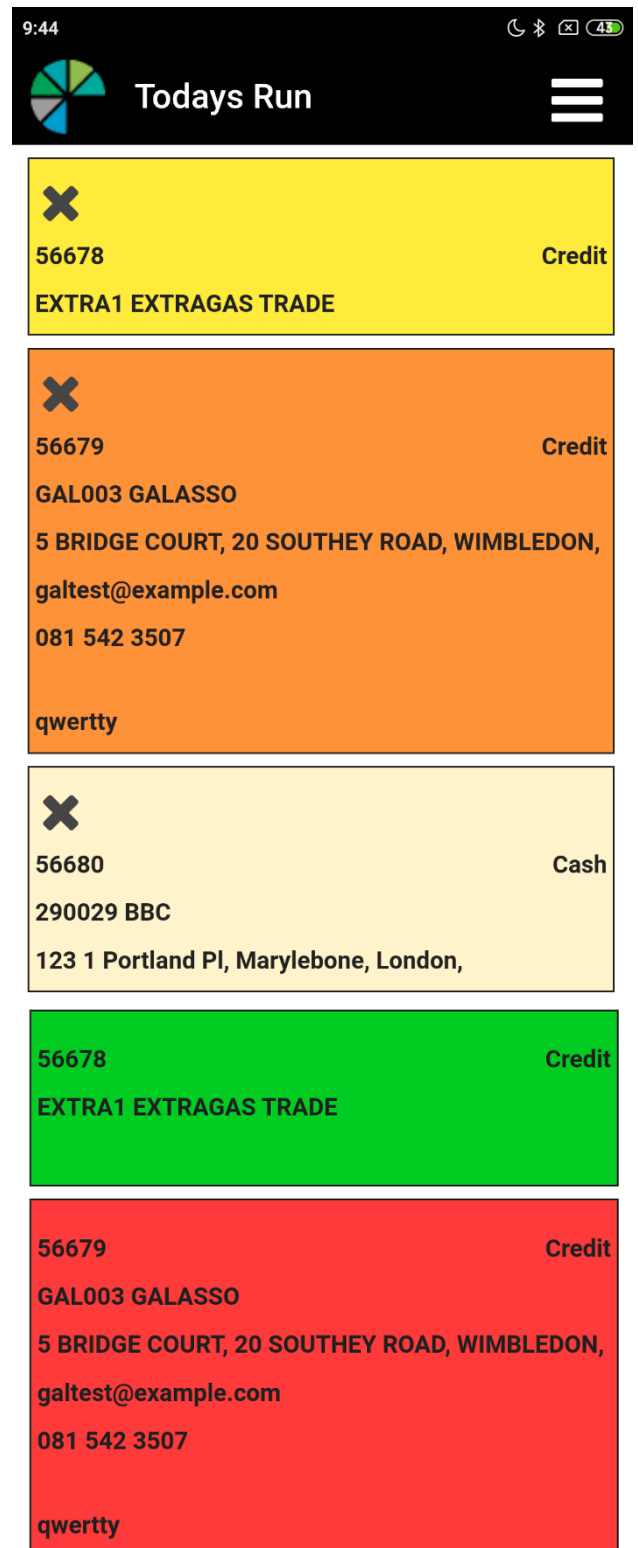 9:44
43
Todays Run
56678 Credit
EXTRA1 EXTRAGAS TRADE
56679 Credit
GAL003 GALASSO
5 BRIDGE COURT, 20 SOUTHEY ROAD, WIMBLEDON,
galtest@example.com
081 542 3507
qwertty
56680 Cash
290029 BBC
123 1 Portland Pl, Marylebone, London,
56678 Credit
EXTRA1 EXTRAGAS TRADE
56679 Credit
GAL003 GALASSO
5 BRIDGE COURT, 20 SOUTHEY ROAD, WIMBLEDON,
galtest@example.com
081 542 3507
qwertty